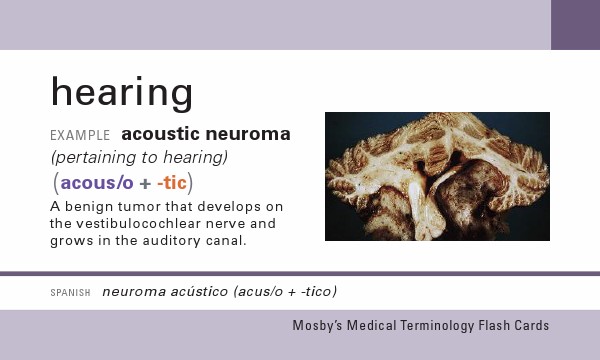 hearing
EXAMPLE acoustic neuroma
(pertaining to hearing)
(acous/o + -tic)
A benign tumor that develops on
the vestibulocochlear nerve and
grows in the auditory canal.
SPANISH neuroma acústico (acus/o + -tico)
Mosby's Medical Terminology Flash Cards